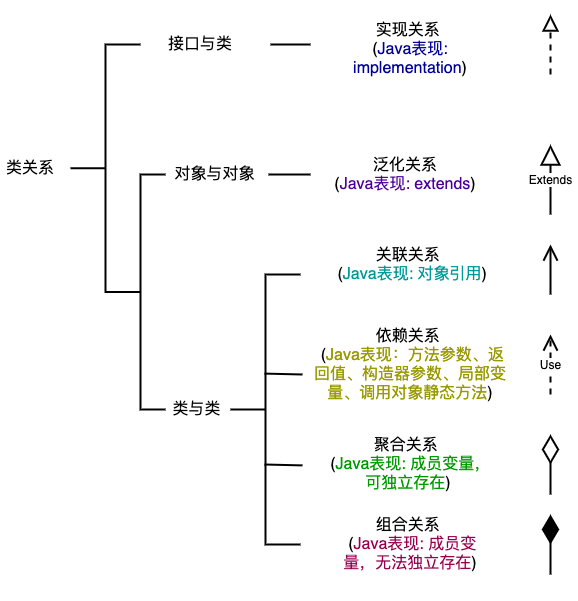 实现关系
接口与类
(Java表现:
implementation)
类关系
泛化关系
对象与对象
(Java表现: extends)
Extends
关联关系
(Java表现: 对象引用)
依赖关系
(Java表现：方法参数、返
回值、构造器参数、局部变
量、调用对象静态方法)
Use
类与类
聚合关系
(Java表现: 成员变量，
可独立存在)
组合关系
(Java表现: 成员变
量，无法独立存在)